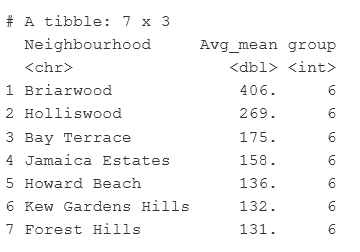 # A tibble: 7 x 3
Neighbourhood Avg_mean group
<chr> <dbl> <int>
1 Briarwood 406. 6
2 Holliswood 269. 6
3 Bay Terrace 175. 6
4 Jamaica Estates 158. 6
5 Howard Beach 136. 6
6 Kew Gardens Hills 132. 6
7 Forest Hills 131. 6